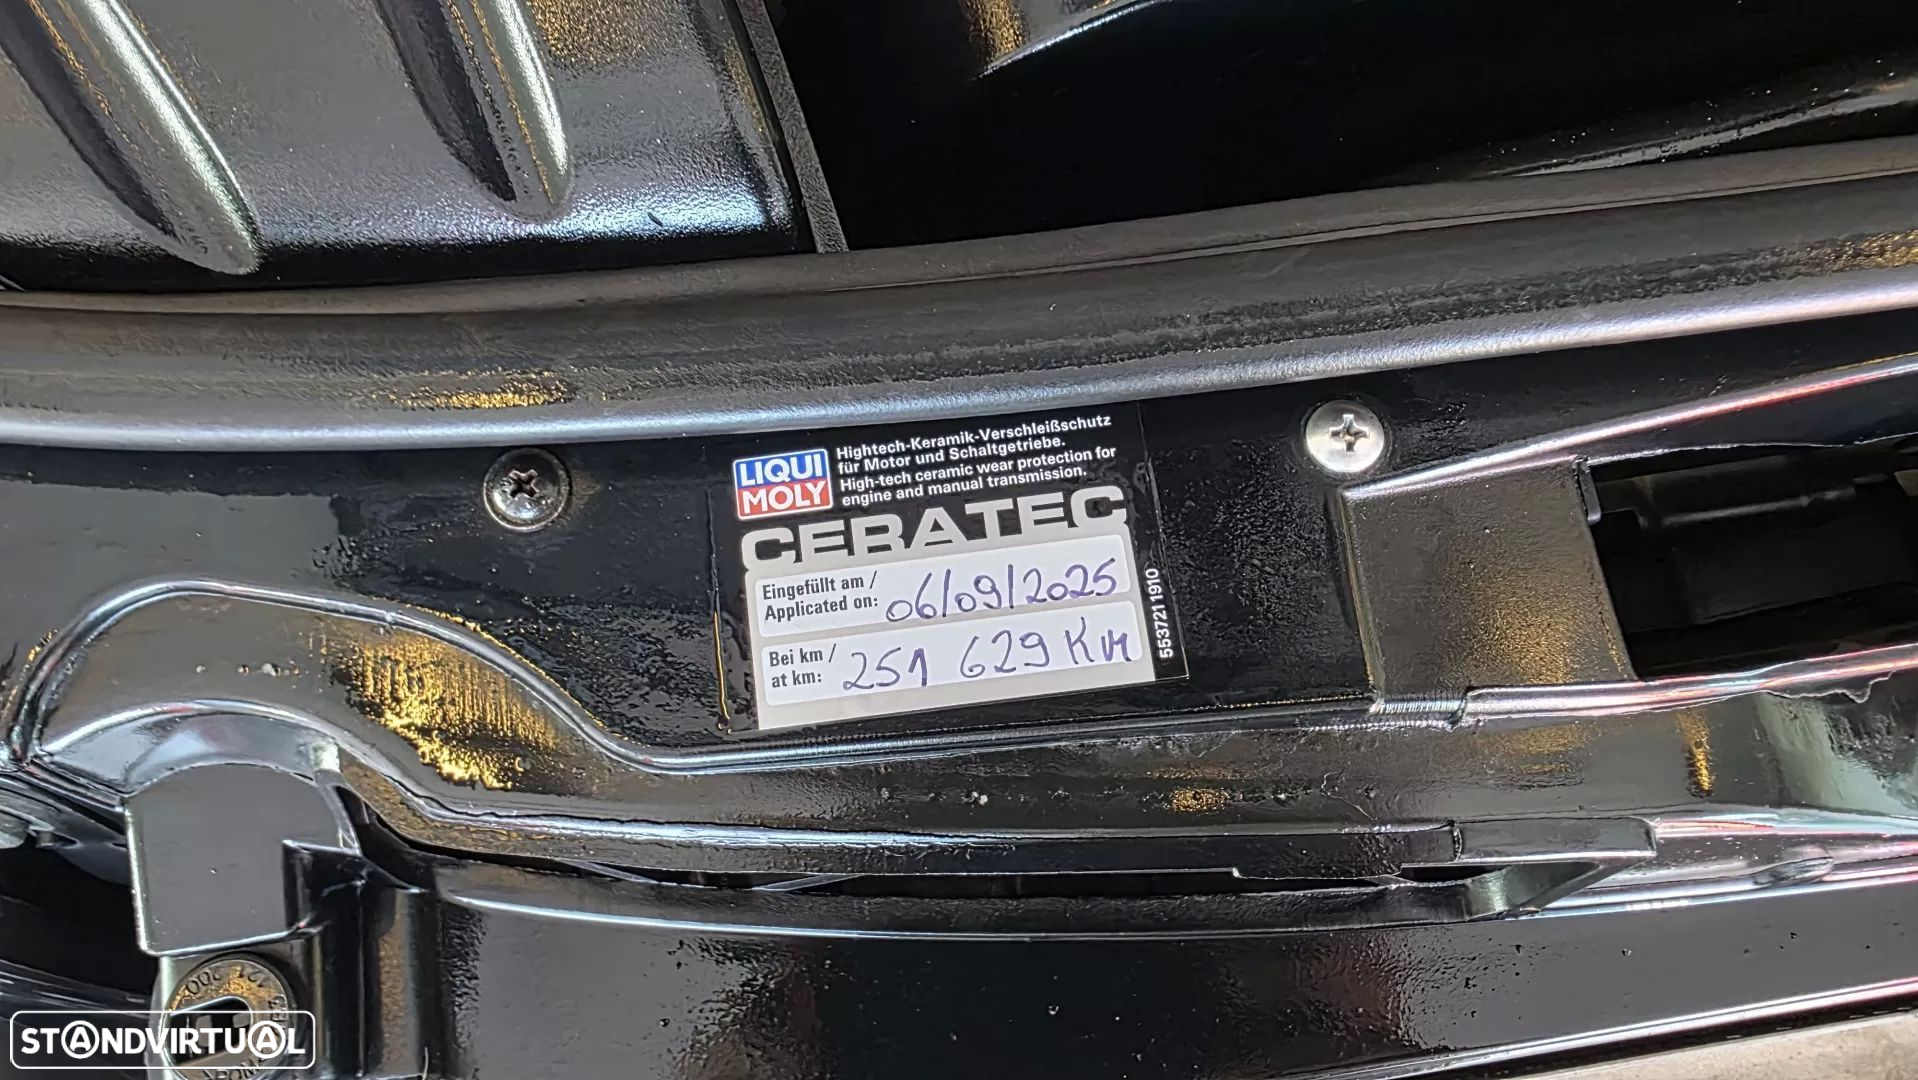 LIQUI
MOLY
Hightech-Keramik-Verschleißschutz
für Motor und Schaltgetriebe.
High-tech ceramic wear protection for
engine and manual transmission.
CERATEC
Eingefüllt am /
Applicated on: 06/09/2025
Bei km /
at km: 251 629 KM
5537211910
STANDVIRTUAL